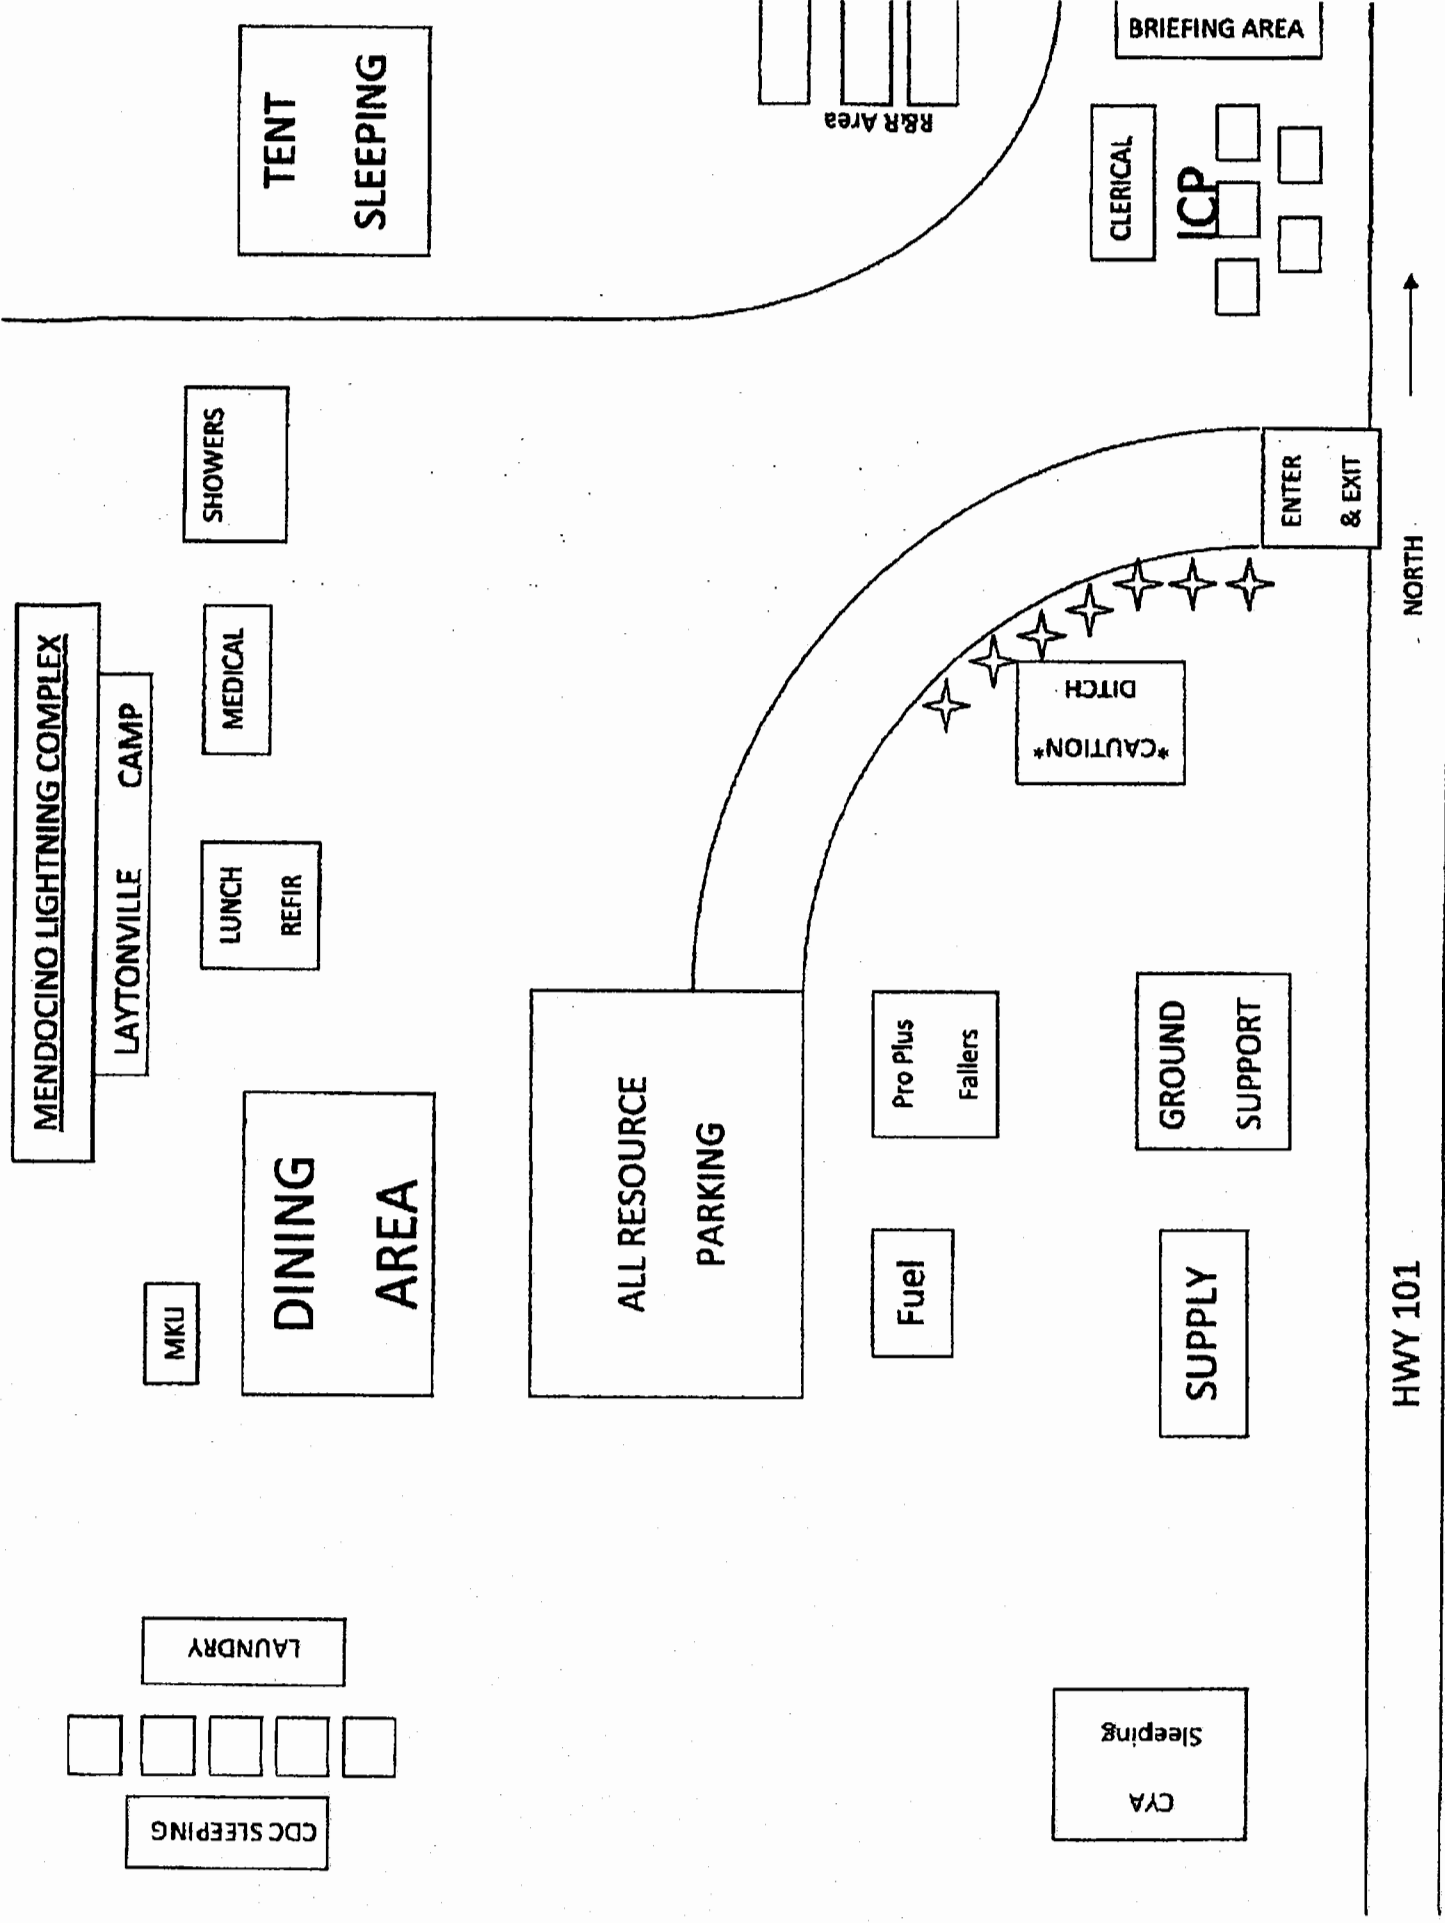 MENDOCINO LIGHTNING COMPLEX
LAYTONVILLE CAMP
TENT
SLEEPING
R&R Area
BRIEFING AREA
CLERICAL
ICP
SHOWERS
MEDICAL
LUNCH
REFIR
ENTER
& EXIT
NORTH
*CAUTION*
DITCH
MKU
DINING
AREA
ALL RESOURCE
PARKING
Pro Plus
Fallers
Fuel
GROUND
SUPPORT
SUPPLY
HWY 101
LAUNDRY
CDC SLEEPING
CYA
Sleeping